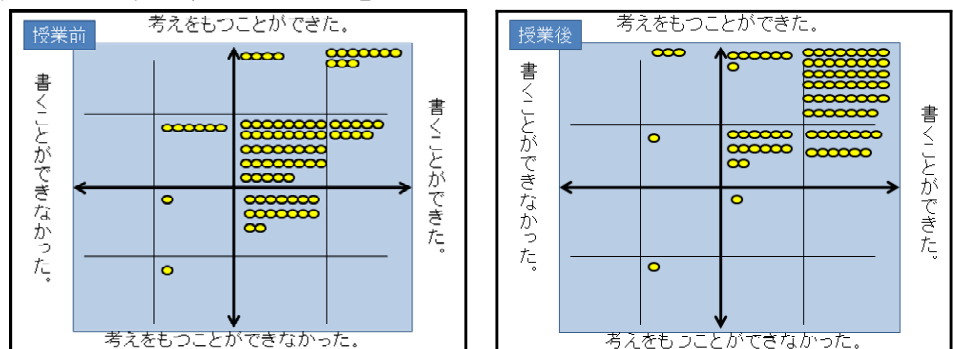 授業前
考えをもつことができた。
書くことができなかった。
書くことができた。
考えをもつことができなかった。
授業後
考えをもつことができた。
書くことができなかった。
書くことができた。
考えをもつことができなかった。